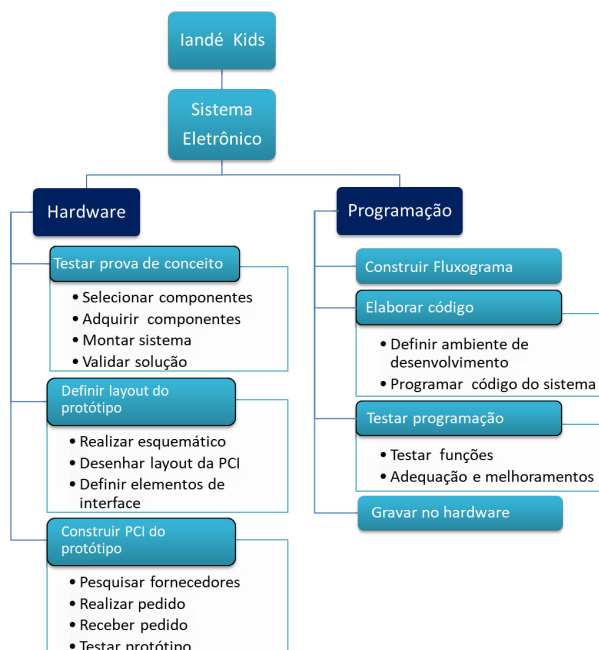 Iandé Kids
Sistema
Eletrônico
Hardware
Testar prova de conceito
• Selecionar componentes
• Adquirir componentes
• Montar sistema
• Validar solução
Definir layout do
protótipo
• Realizar esquemático
• Desenhar layout da PCI
• Definir elementos de
interface
Construir PCI do
protótipo
• Pesquisar fornecedores
• Realizar pedido
• Receber pedido
• Testar protótipo
Programação
Construir Fluxograma
Elaborar código
• Definir ambiente de
desenvolvimento
• Programar código do sistema
Testar programação
• Testar funções
• Adequação e melhoramentos
Gravar no hardware